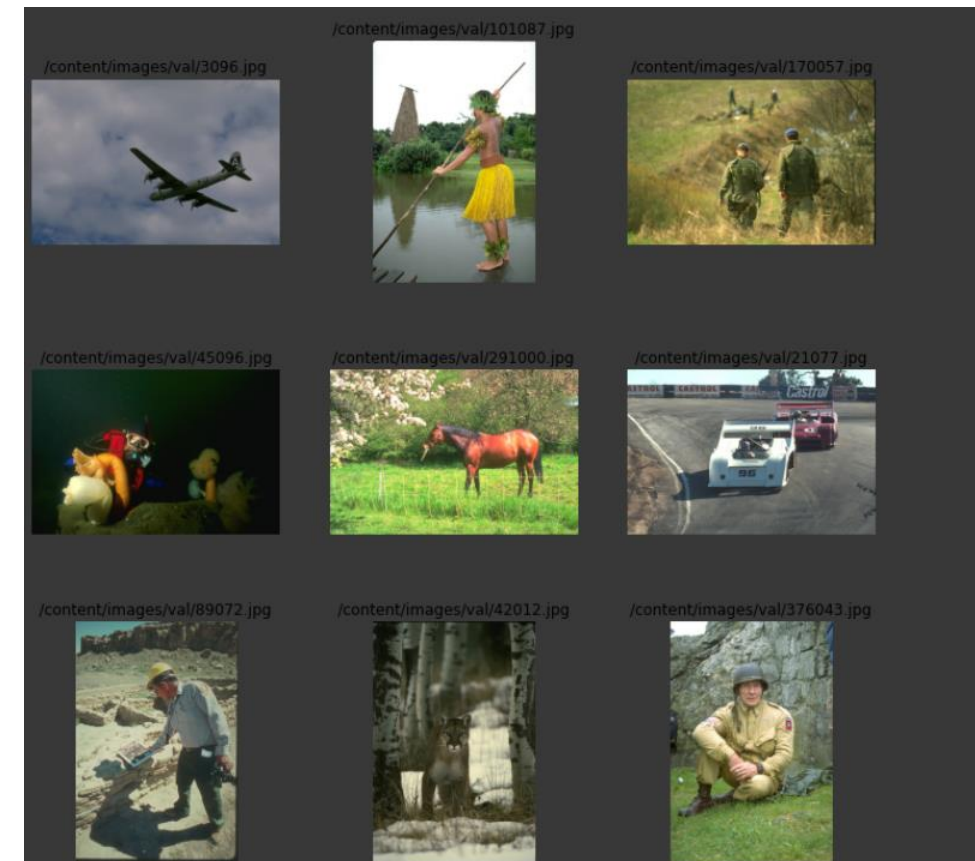 /content/images/val/101087.jpg
/content/images/val/3096.jpg
/content/images/val/170057.jpg
/content/images/val/45096.jpg
/content/images/val/291000.jpg
/content/images/val/21077.jpg
CASTROL
Castrol
/content/images/val/89072.jpg
/content/images/val/42012.jpg
/content/images/val/376043.jpg